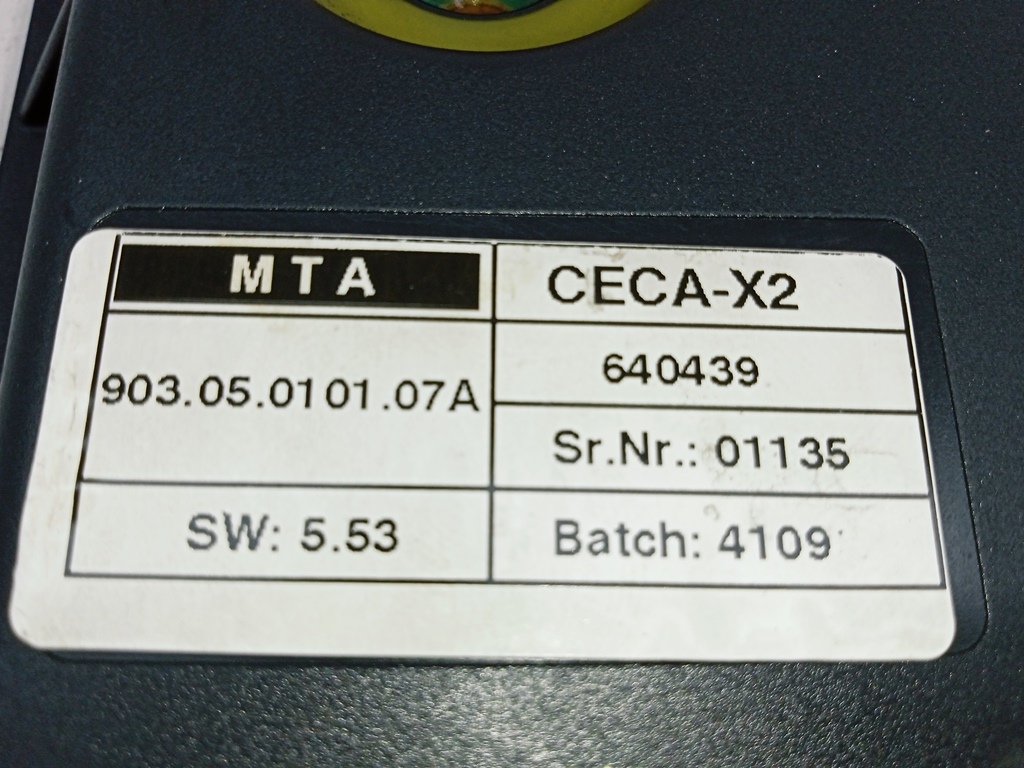 MTA
CECA-X2
903.05.0101.07A
640439
Sr.Nr.: 01135
SW: 5.53
Batch: 4109